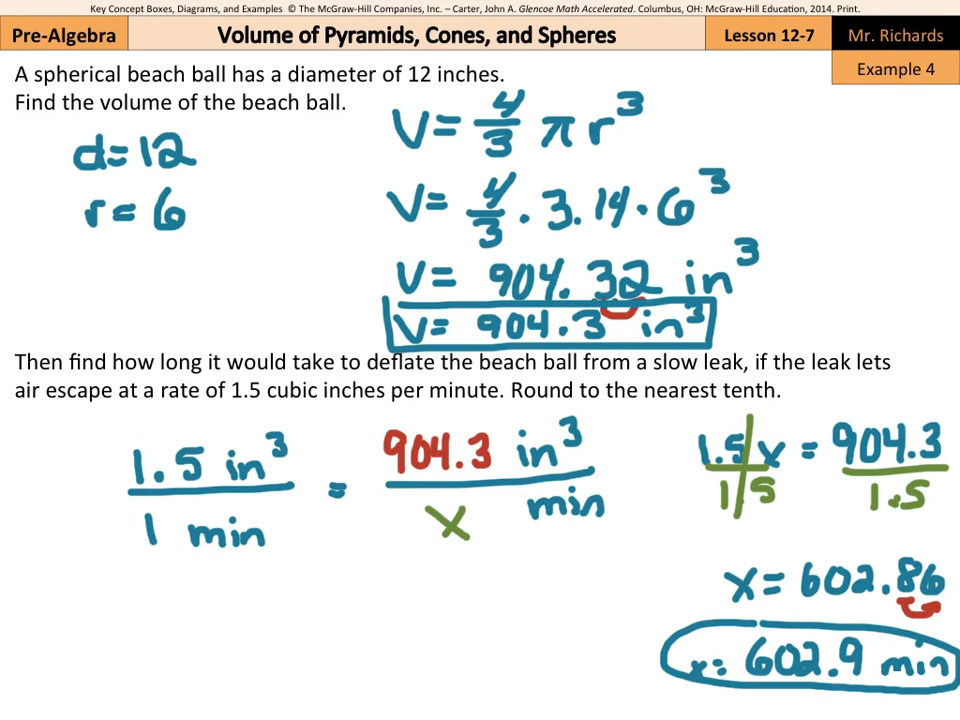 Key Concept Boxes, Diagrams, and Examples © The McGraw-Hill Companies, Inc. – Carter, John A. Glencoe Math Accelerated. Columbus, OH: McGraw-Hill Education, 2014. Print.
Pre-Algebra
Volume of Pyramids, Cones, and Spheres
Lesson 12-7
Mr. Richards
Example 4
A spherical beach ball has a diameter of 12 inches.
Find the volume of the beach ball.
d=12
r=6
V=4/3 π r³
V=4/3 · 3.14 · 6³
V= 904.32 in³
V= 904.3 in³
Then find how long it would take to deflate the beach ball from a slow leak, if the leak lets
air escape at a rate of 1.5 cubic inches per minute. Round to the nearest tenth.
1.5 in³/1 min = 904.3 in³/x min
1.5x = 904.3
1.5 1.5
x=602.86
x=602.9 min